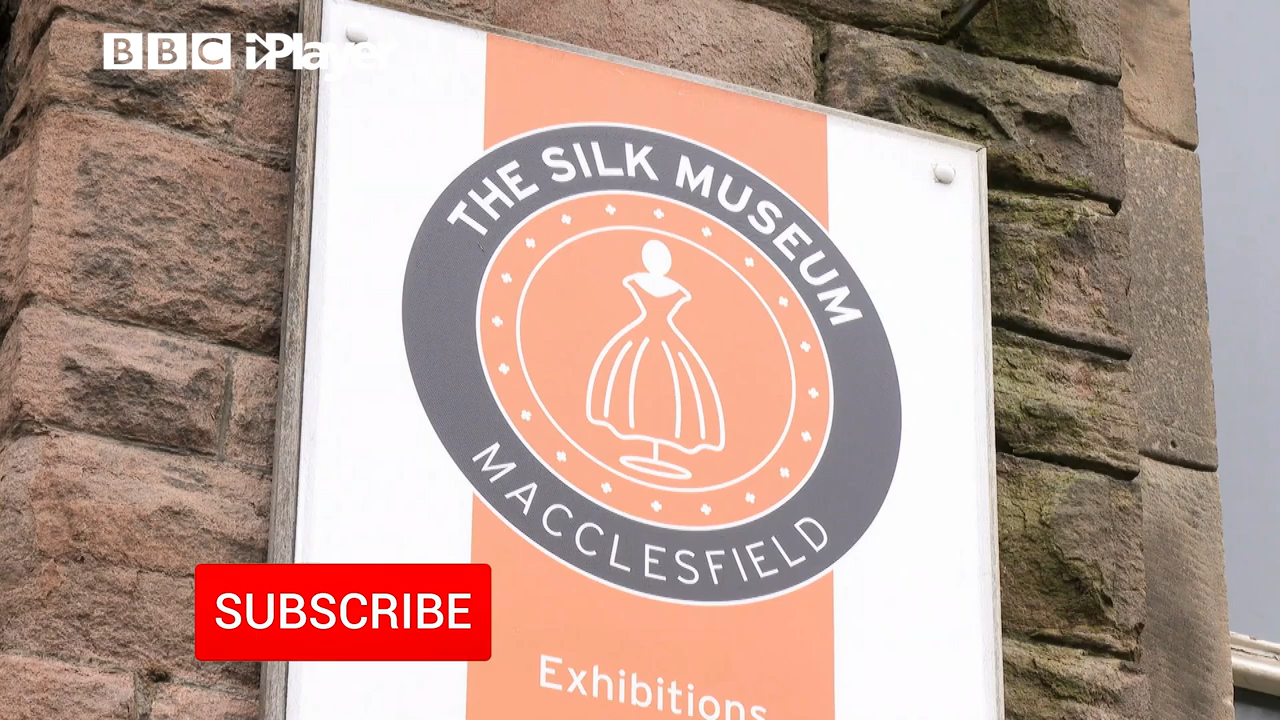 BBC iPlayer
THE SILK MUSEUM
MACCLESFIELD
SUBSCRIBE
Exhibitions